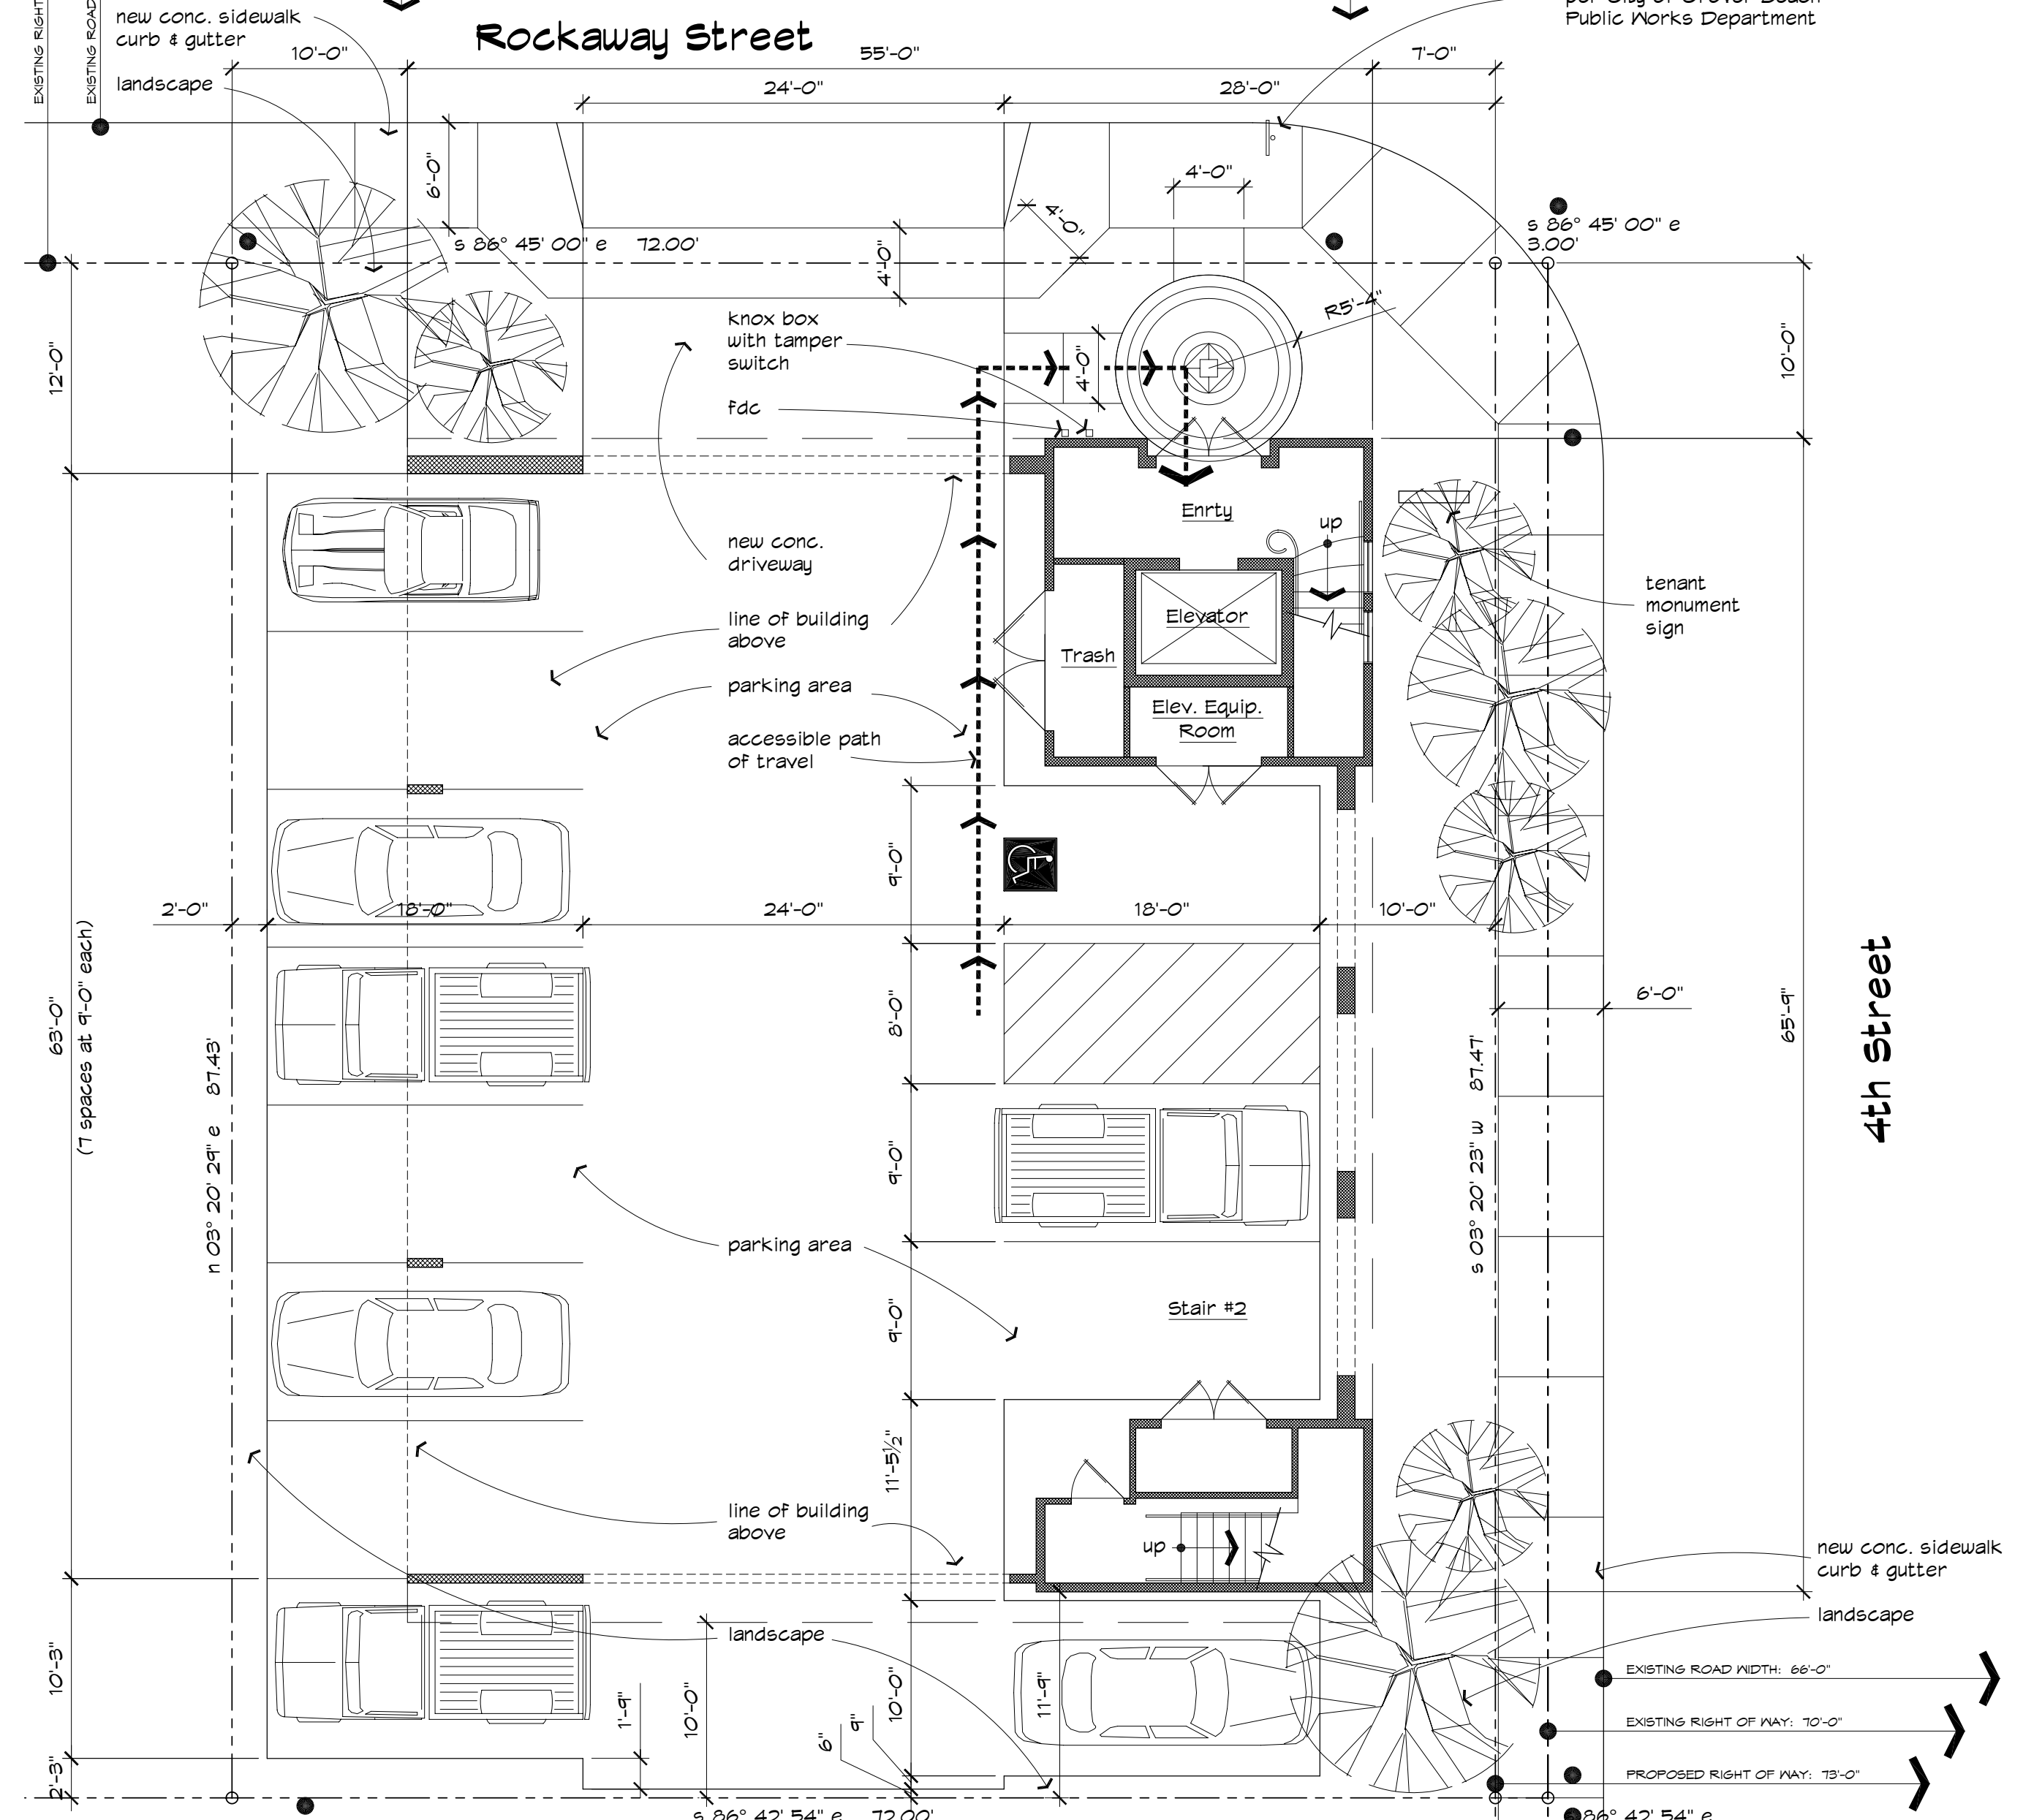 per City of Grover Beach
Public Works Department
new conc. sidewalk
curb & gutter
landscape
EXISTING RIGHT
EXISTING ROAD
Rockaway Street
10'-0"
55'-0"
7'-0"
24'-0"
28'-0"
6'-0"
4'-0"
4'-0"
4'-0"
s 86° 45' 00" e 72.00'
s 86° 45' 00" e
3.00'
R5'-4"
12'-0"
10'-0"
4'-0"
knox box
with tamper
switch
fdc
Enrty
up
new conc.
driveway
Elevator
tenant
monument
sign
line of building
above
Trash
parking area
Elev. Equip.
Room
accessible path
of travel
9'-0"
2'-0"
18'-0"
24'-0"
18'-0"
10'-0"
4th Street
63'-0"
(7 spaces at 9'-0" each)
8'-0"
6'-0"
65'-9"
n 03° 20' 29" e 87.43'
s 03° 20' 23" w 87.47'
9'-0"
parking area
9'-0"
Stair #2
11'-5½"
line of building
above
up
new conc. sidewalk
curb & gutter
landscape
landscape
10'-3"
1'-9"
10'-0"
6"
9"
10'-0"
11'-9"
EXISTING ROAD WIDTH: 66'-0"
EXISTING RIGHT OF WAY: 70'-0"
PROPOSED RIGHT OF WAY: 73'-0"
2'-3"
s 86° 42' 54" e 72.00'
86° 42' 54" e